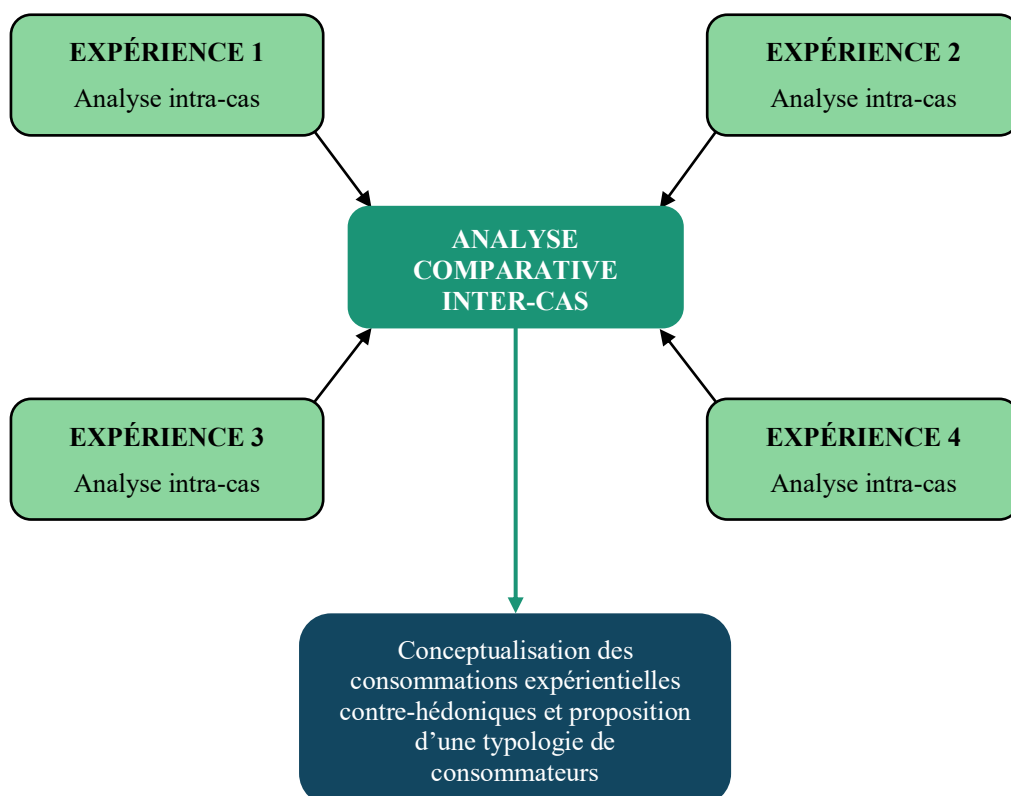 EXPÉRIENCE 1
Analyse intra-cas
EXPÉRIENCE 2
Analyse intra-cas
ANALYSE
COMPARATIVE
INTER-CAS
EXPÉRIENCE 3
Analyse intra-cas
EXPÉRIENCE 4
Analyse intra-cas
Conceptualisation des
consommations expérientielles
contre-hédoniques et proposition
d’une typologie de
consommateurs